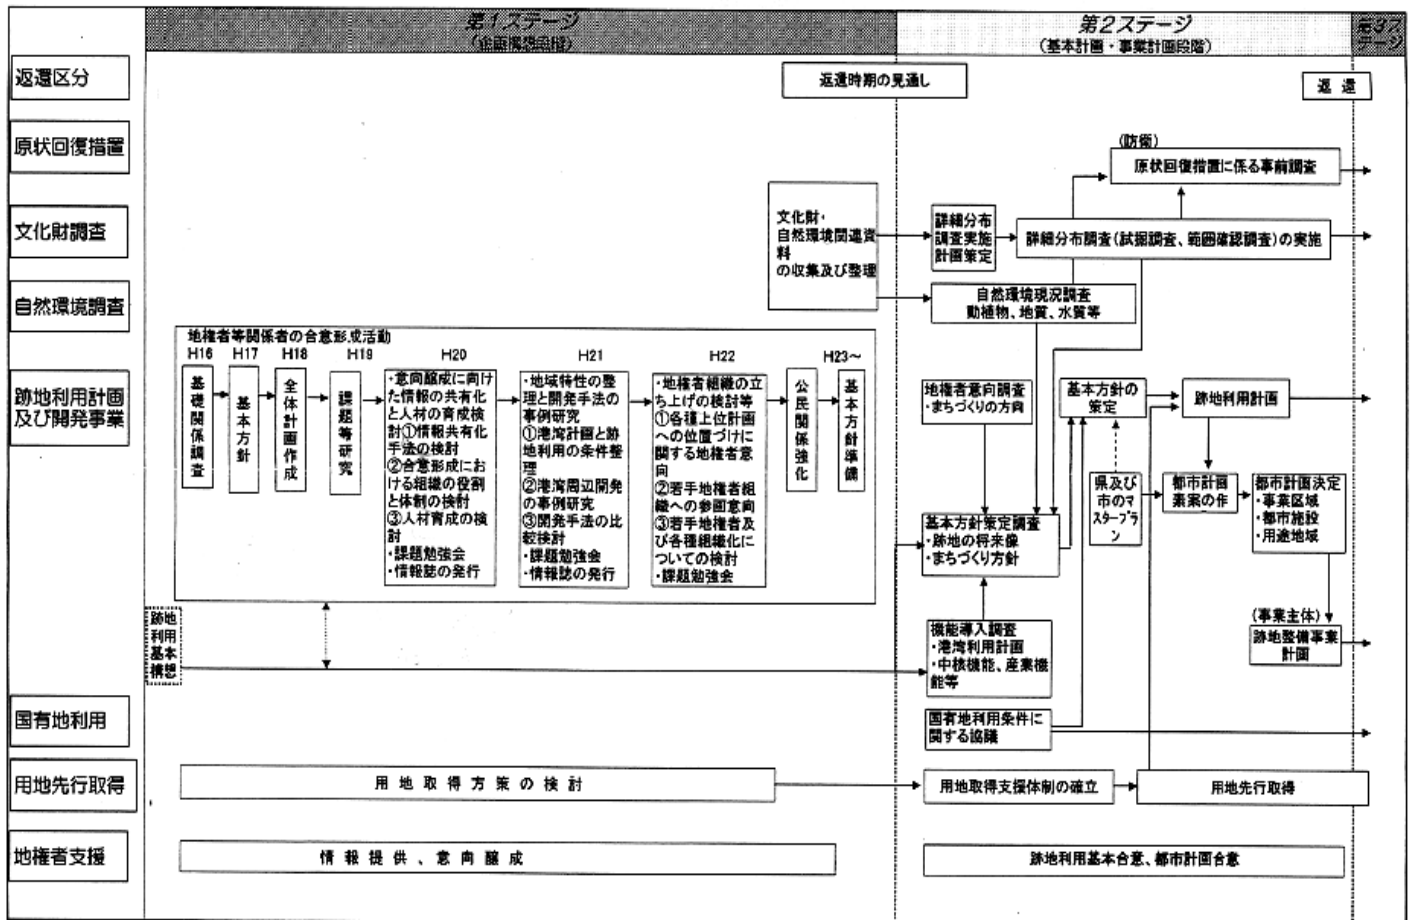 第1ステージ
(企画構想段階)
第2ステージ
(基本計画・事業計画段階)
第3ス
テージ
返還区分
返還時期の見通し
返還
原状回復措置
(防衛)
原状回復措置に係る事前調査
文化財調査
文化財・
自然環境関連資
料
の収集及び整理
詳細分布
調査実施
計画策定
詳細分布調査(試掘調査、範囲確認調査)の実施
自然環境調査
自然環境現況調査
動植物、地質、水質等
跡地利用計画
及び開発事業
地権者等関係者の合意形成活動
H16
H17
H18
H19
H20
H21
H22
H23~
基礎関係調査
基本方針
全体計画作成
課題等研究
・意向醸成に向け
た情報の共有化
と人材の育成検
討①情報共有化
手法の検討
②合意形成にお
ける組織の役割
と体制の検討
③人材育成の検
討
・課題勉強会
・情報誌の発行
・地域特性の整
理と開発手法の
事例研究
①港湾計画と跡
地利用の条件整
理
②港湾周辺開発
の事例研究
③開発手法の比
較検討
・課題勉強会
・情報誌の発行
・地権者組織の立
ち上げの検討等
①各種上位計画
への位置づけに
関する地権者意
向
②若手地権者組
織への参画意向
③若手地権者及
び各種組織化に
ついての検討
・課題勉強会
公民関係強化
基本方針準備
地権者意向調査
・まちづくりの方向
基本方針の
策定
跡地利用計画
県及び
市のマ
スタープラ
ン
都市計画
素案の作
都市計画決定
・事業区域
・都市施設
・用途地域
基本方針策定調査
・跡地の将来像
・まちづくり方針
跡地
利用
基本
構想
機能導入調査
・港湾利用計画
・中核機能、産業機
能等
(事業主体)
跡地整備事業
計画
国有地利用
国有地利用条件に
関する協議
用地先行取得
用地取得方策の検討
用地取得支援体制の確立
用地先行取得
地権者支援
情報提供、意向醸成
跡地利用基本合意、都市計画合意